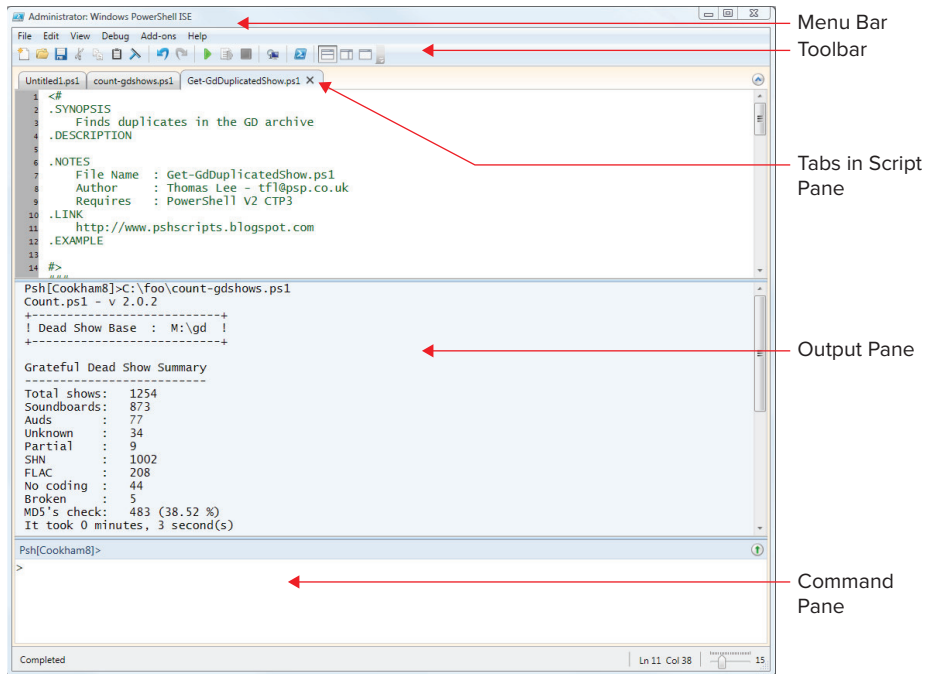 Administrator: Windows PowerShell ISE
Menu Bar
File Edit View Debug Add-ons Help
Toolbar
Untitled1.ps1 count-gdshows.ps1 Get-GdDuplicatedShow.ps1
1 <#
2 .SYNOPSIS
3 Finds duplicates in the GD archive
4 .DESCRIPTION
5
6 .NOTES
7 File Name : Get-GdDuplicatedShow.ps1
8 Author : Thomas Lee - tfl@psp.co.uk
9 Requires : PowerShell V2 CTP3
10 .LINK
11 http://www.pshscripts.blogspot.com
12 .EXAMPLE
13
14 #>
Tabs in Script
Pane
Psh[Cookham8]>C:\foo\count-gdshows.ps1
Count.ps1 - v 2.0.2
+---------------------------+
! Dead Show Base : M:\gd !
+---------------------------+
Output Pane
Grateful Dead Show Summary
--------------------------
Total shows: 1254
Soundboards: 873
Auds : 77
Unknown : 34
Partial : 9
SHN : 1002
FLAC : 208
No coding : 44
Broken : 5
MD5's check: 483 (38.52 %)
It took 0 minutes, 3 second(s)
Psh[Cookham8]>
>
Command
Pane
Completed
Ln 11 Col 38
15